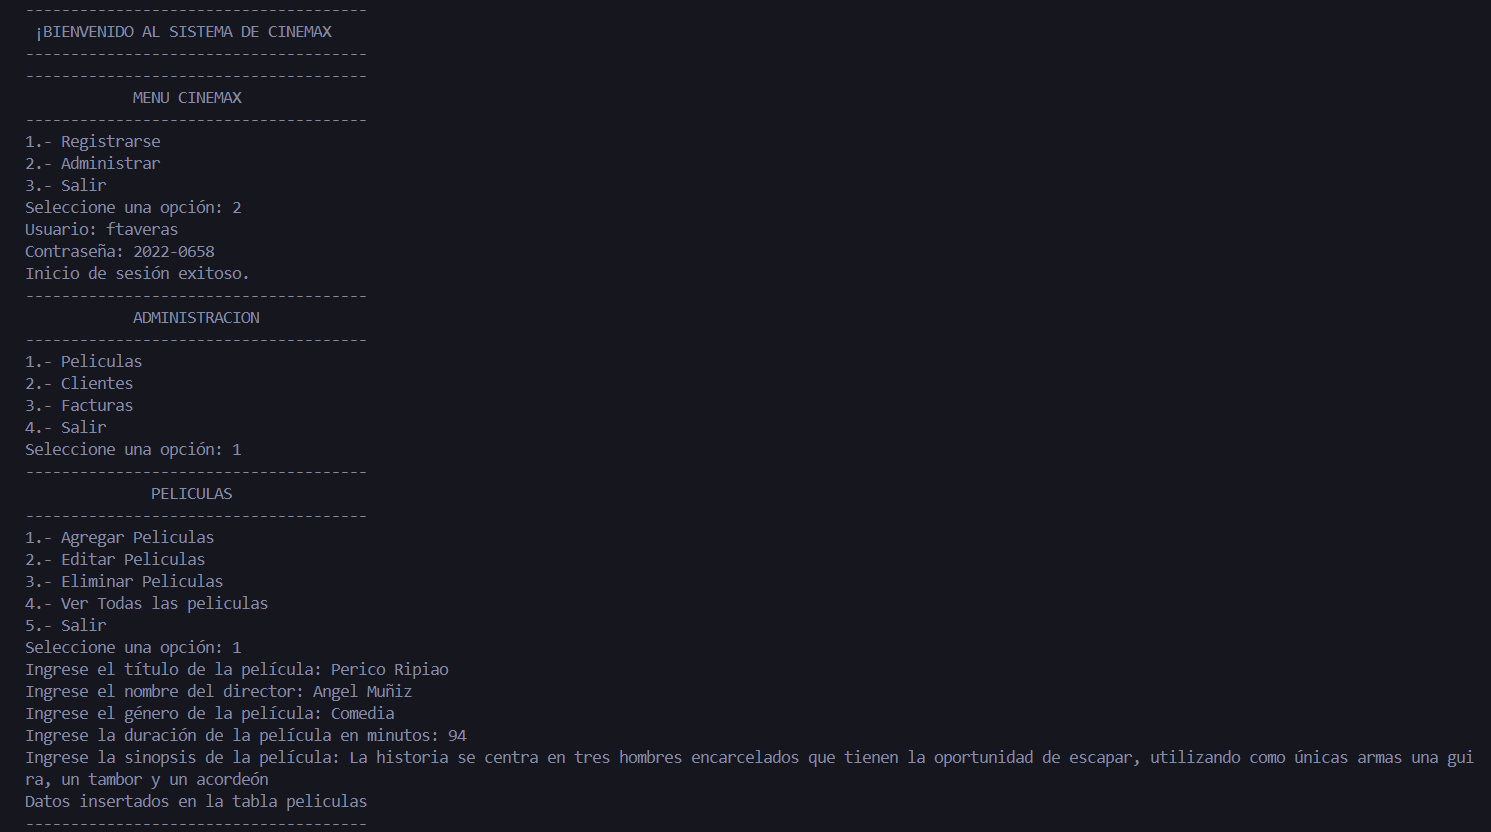 --------------------------------------
¡BIENVENIDO AL SISTEMA DE CINEMAX
--------------------------------------
--------------------------------------
MENU CINEMAX
--------------------------------------
1.- Registrarse
2.- Administrar
3.- Salir
Seleccione una opción: 2
Usuario: ftaveras
Contraseña: 2022-0658
Inicio de sesión exitoso.
--------------------------------------
ADMINISTRACION
--------------------------------------
1.- Peliculas
2.- Clientes
3.- Facturas
4.- Salir
Seleccione una opción: 1
--------------------------------------
PELICULAS
--------------------------------------
1.- Agregar Peliculas
2.- Editar Peliculas
3.- Eliminar Peliculas
4.- Ver Todas las peliculas
5.- Salir
Seleccione una opción: 1
Ingrese el título de la película: Perico Ripiao
Ingrese el nombre del director: Angel Muñiz
Ingrese el género de la película: Comedia
Ingrese la duración de la película en minutos: 94
Ingrese la sinopsis de la película: La historia se centra en tres hombres encarcelados que tienen la oportunidad de escapar, utilizando como únicas armas una gui
ra, un tambor y un acordeón
Datos insertados en la tabla peliculas
--------------------------------------